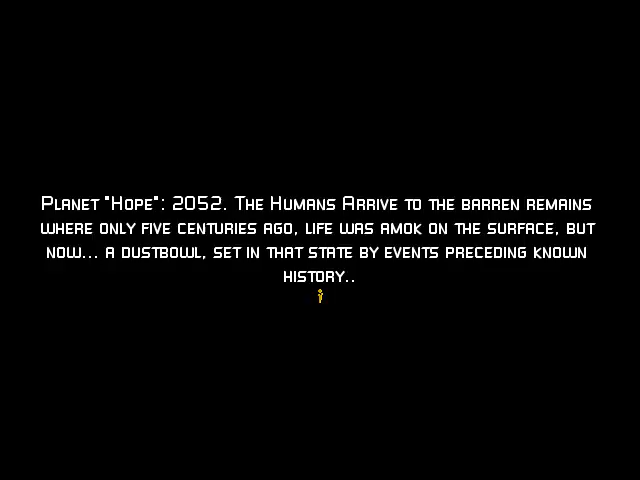 Planet "Hope": 2052. The Humans Arrive to the barren remains
where only five centuries ago, life was amok on the surface, but
now... a dustbowl, set in that state by events preceding known
history..